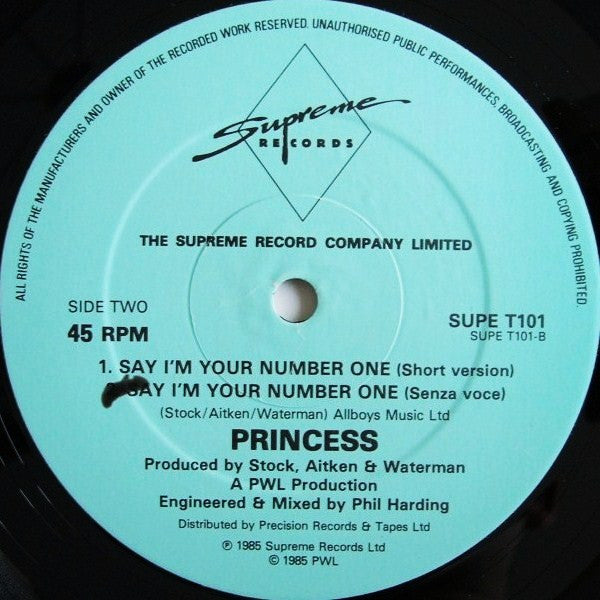 ALL RIGHTS OF THE MANUFACTURERS AND OWNER OF THE RECORDED WORK RESERVED. UNAUTHORISED PUBLIC PERFORMANCES, BROADCASTING AND COPYING PROHIBITED.
Supreme
RECORDS
THE SUPREME RECORD COMPANY LIMITED
SIDE TWO
45 RPM
SUPE T101
SUPE T101-B
1. SAY I'M YOUR NUMBER ONE (Short version)
SAY I'M YOUR NUMBER ONE (Senza voce)
(Stock/Aitken/Waterman) Allboys Music Ltd
PRINCESS
Produced by Stock, Aitken & Waterman
A PWL Production
Engineered & Mixed by Phil Harding
Distributed by Precision Records & Tapes Ltd
℗ 1985 Supreme Records Ltd
© 1985 PWL